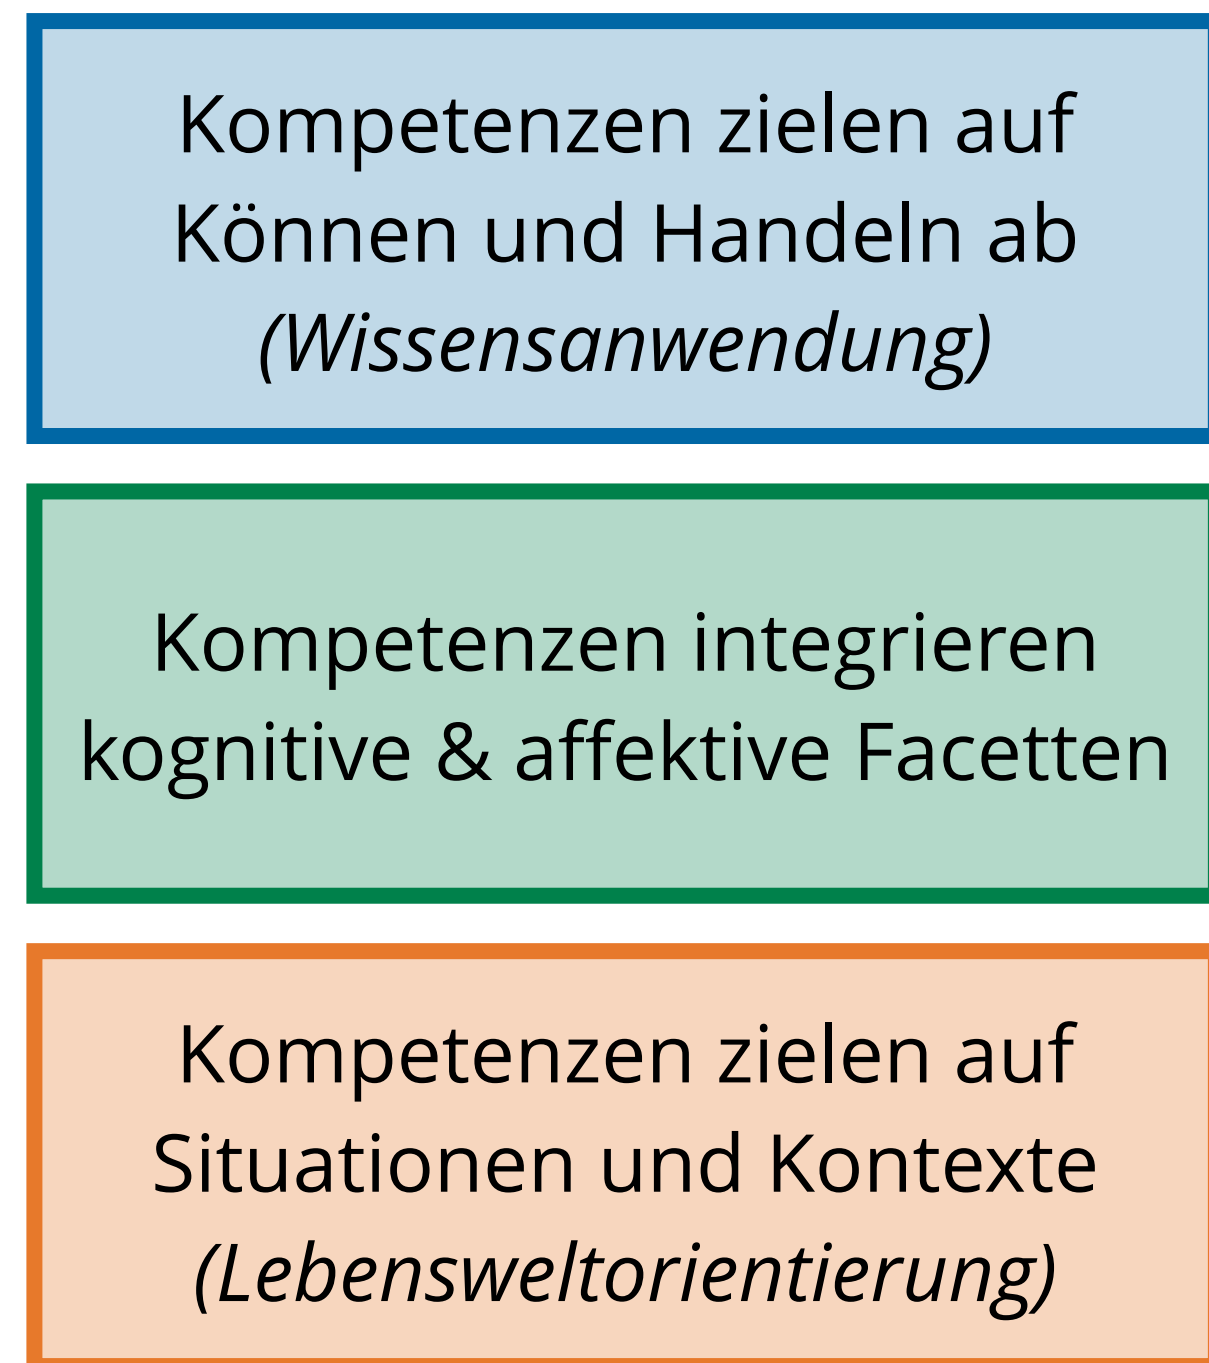 Kompetenzen zielen auf
Können und Handeln ab
(Wissensanwendung)
Kompetenzen integrieren
kognitive & affektive Facetten
Kompetenzen zielen auf
Situationen und Kontexte
(Lebensweltorientierung)